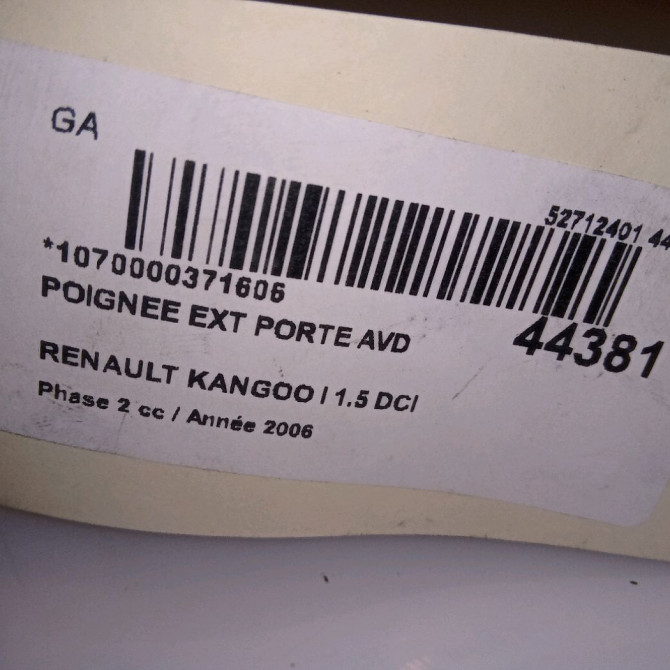 GA
52712401 44
*1070000371606
POIGNEE EXT PORTE AVD
44381
RENAULT KANGOO I 1.5 DCI
Phase 2 cc / Année 2006